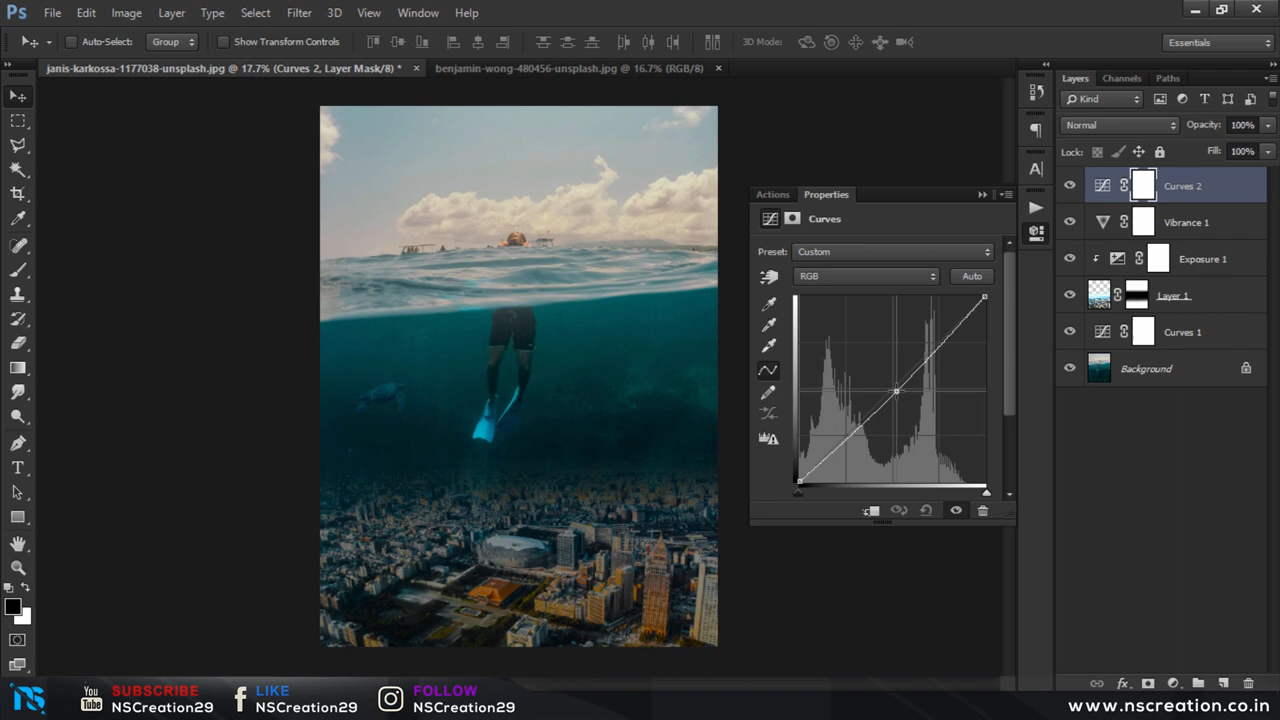 Ps File Edit Image Layer Type Select Filter 3D View Window Help
Auto-Select: Group Show Transform Controls 3D Mode: Essentials
janis-karkossa-1177038-unsplash.jpg @ 17.7% (Curves 2, Layer Mask/8) * benjamin-wong-480456-unsplash.jpg @ 16.7% (RGB/8)
Layers Channels Paths
Kind
Normal Opacity: 100%
Lock: Fill: 100%
Curves 2
Vibrance 1
Exposure 1
Layer 1
Curves 1
Background
Actions Properties
Curves
Preset: Custom
RGB Auto
NS You Tube SUBSCRIBE NSCreation29 LIKE NSCreation29 FOLLOW NSCreation29 www.nscreation.co.in